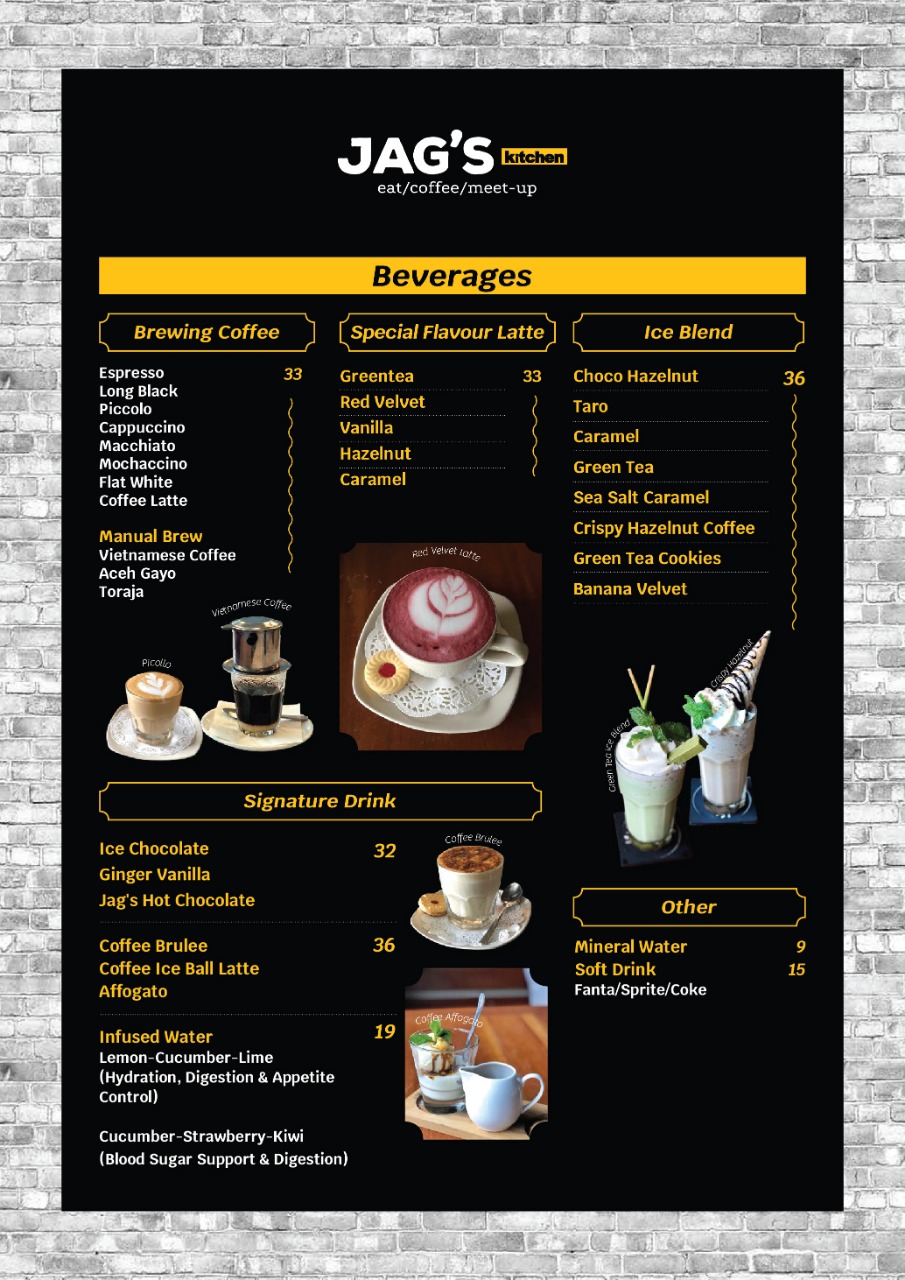 JAG'S kitchen
eat/coffee/meet-up
Beverages
Brewing Coffee
Espresso 33
Long Black
Piccolo
Cappuccino
Macchiato
Mochaccino
Flat White
Coffee Latte
Manual Brew
Vietnamese Coffee
Aceh Gayo
Toraja
Vietnamese Coffee
Picollo
Special Flavour Latte
Greentea 33
Red Velvet
Vanilla
Hazelnut
Caramel
Red Velvet Latte
Ice Blend
Choco Hazelnut 36
Taro
Caramel
Green Tea
Sea Salt Caramel
Crispy Hazelnut Coffee
Green Tea Cookies
Banana Velvet
Crispy Hazelnut
Green Tea Ice Blend
Signature Drink
Ice Chocolate 32
Ginger Vanilla
Jag's Hot Chocolate
Coffee Brulee 36
Coffee Ice Ball Latte
Affogato
Infused Water 19
Lemon-Cucumber-Lime
(Hydration, Digestion & Appetite
Control)
Cucumber-Strawberry-Kiwi
(Blood Sugar Support & Digestion)
Coffee Brulee
Coffee Affogato
Other
Mineral Water 9
Soft Drink 15
Fanta/Sprite/Coke